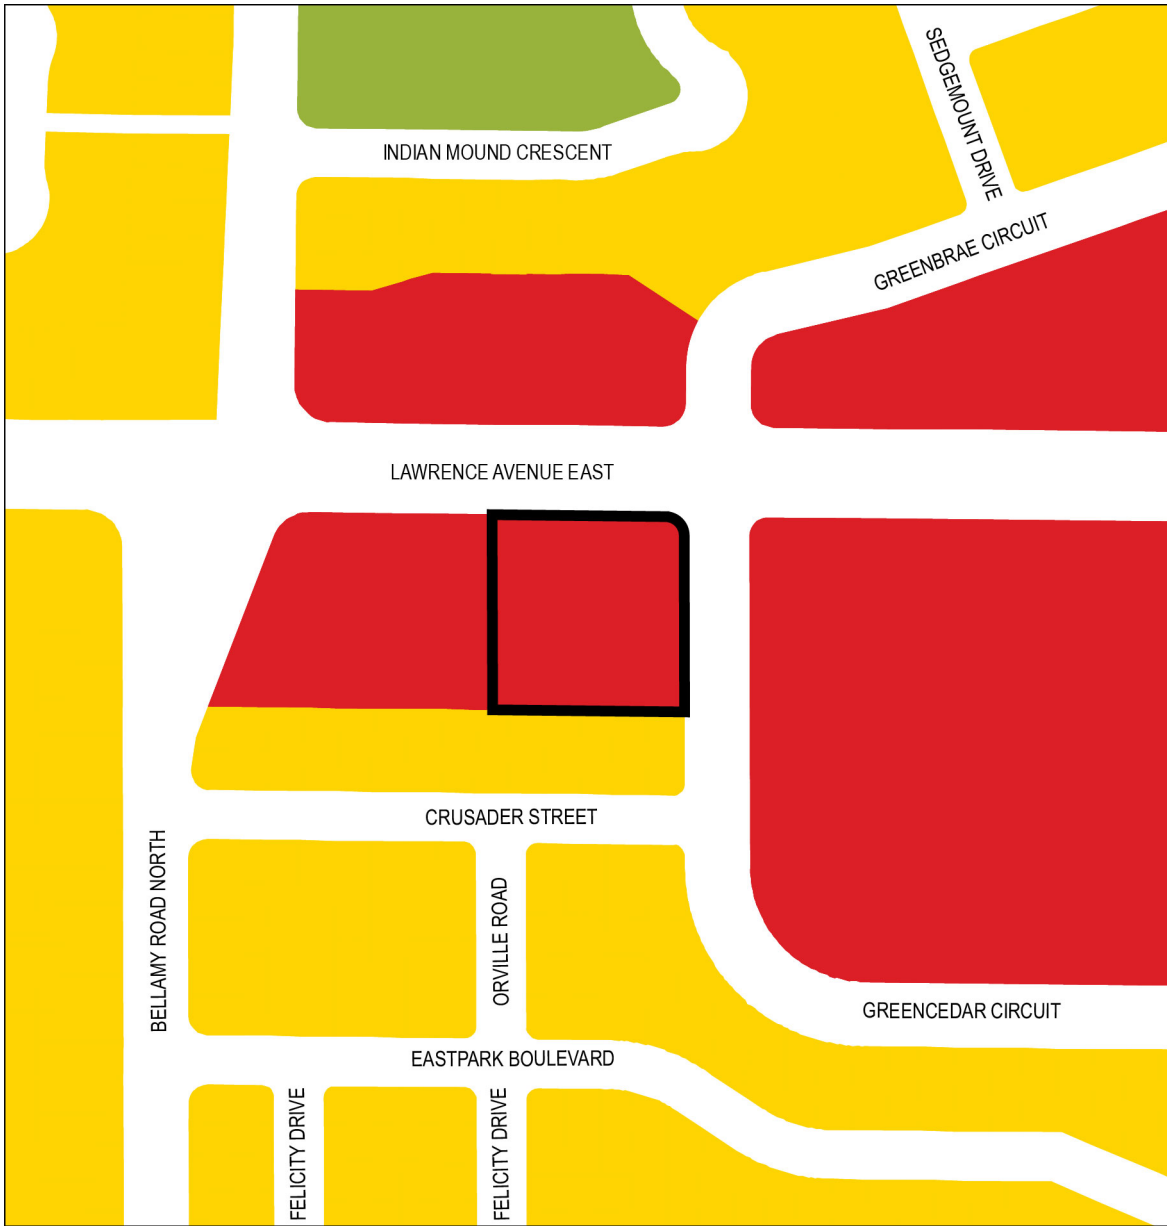 SEDGEMOUNT DRIVE
INDIAN MOUND CRESCENT
GREENBRAE CIRCUIT
LAWRENCE AVENUE EAST
CRUSADER STREET
BELLAMY ROAD NORTH
ORVILLE ROAD
GREENCEDAR CIRCUIT
EASTPARK BOULEVARD
FELICITY DRIVE
FELICITY DRIVE